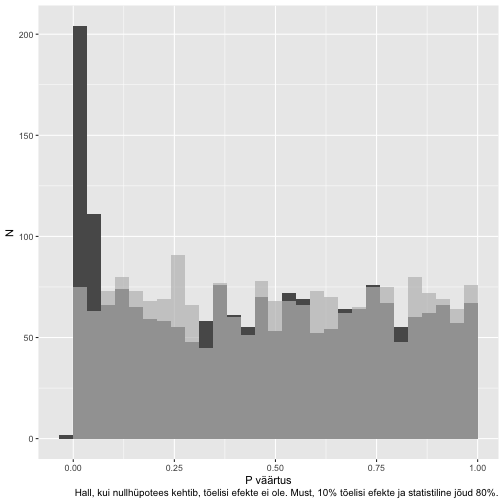 200
150
100
50
0
N
0.00 0.25 0.50 0.75 1.00
P väärtus
Hall, kui nullhüpotees kehtib, tõelisi efekte ei ole. Must, 10% tõelisi efekte ja statistiline jõud 80%.